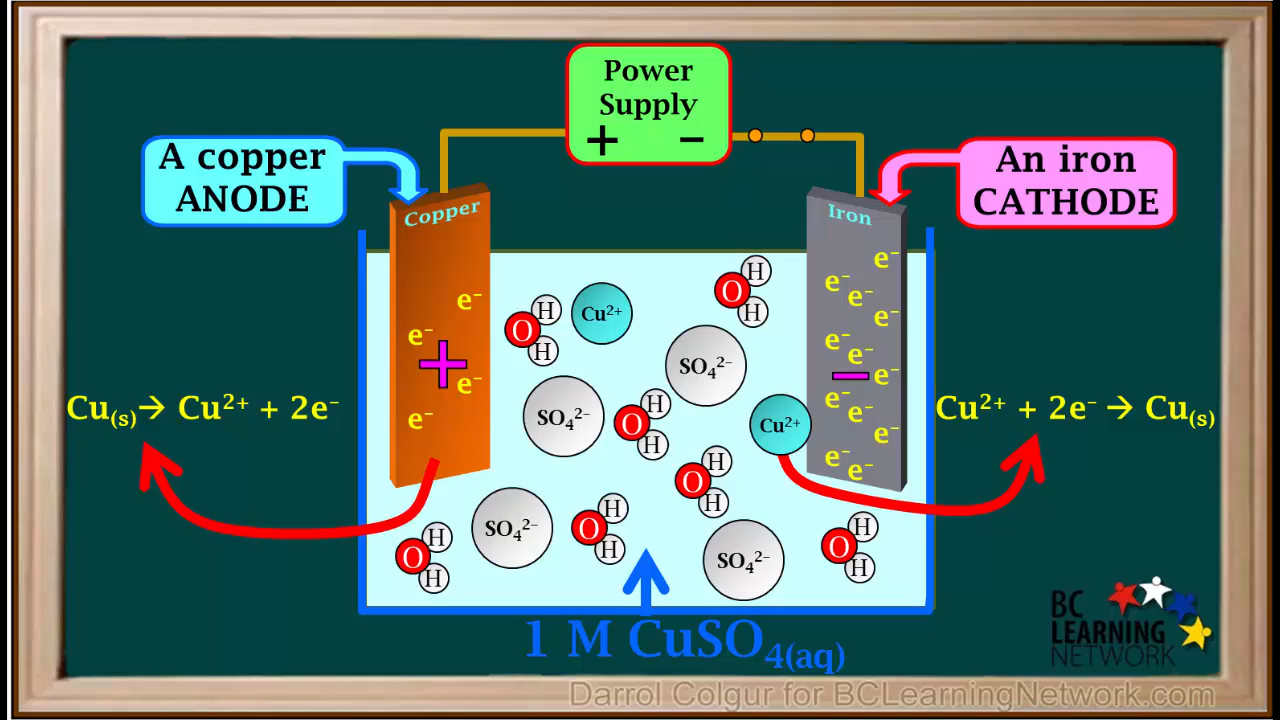 Power
Supply
+ −
A copper
ANODE
An iron
CATHODE
Copper
Iron
e⁻
e⁻
e⁻
e⁻
+
e⁻
e⁻
e⁻
e⁻
e⁻
e⁻
e⁻
−
e⁻
e⁻
e⁻
e⁻
e⁻
Cu²⁺
Cu²⁺
SO₄²⁻
SO₄²⁻
SO₄²⁻
SO₄²⁻
H
O
H
H
O
H
H
O
H
H
O
H
H
O
H
H
O
H
H
O
H
Cu₍s₎→ Cu²⁺ + 2e⁻
Cu²⁺ + 2e⁻ → Cu₍s₎
1 M CuSO₄₍aq₎
BC
LEARNING
NETWORK
Darrol Colgur for BCLearningNetwork.com